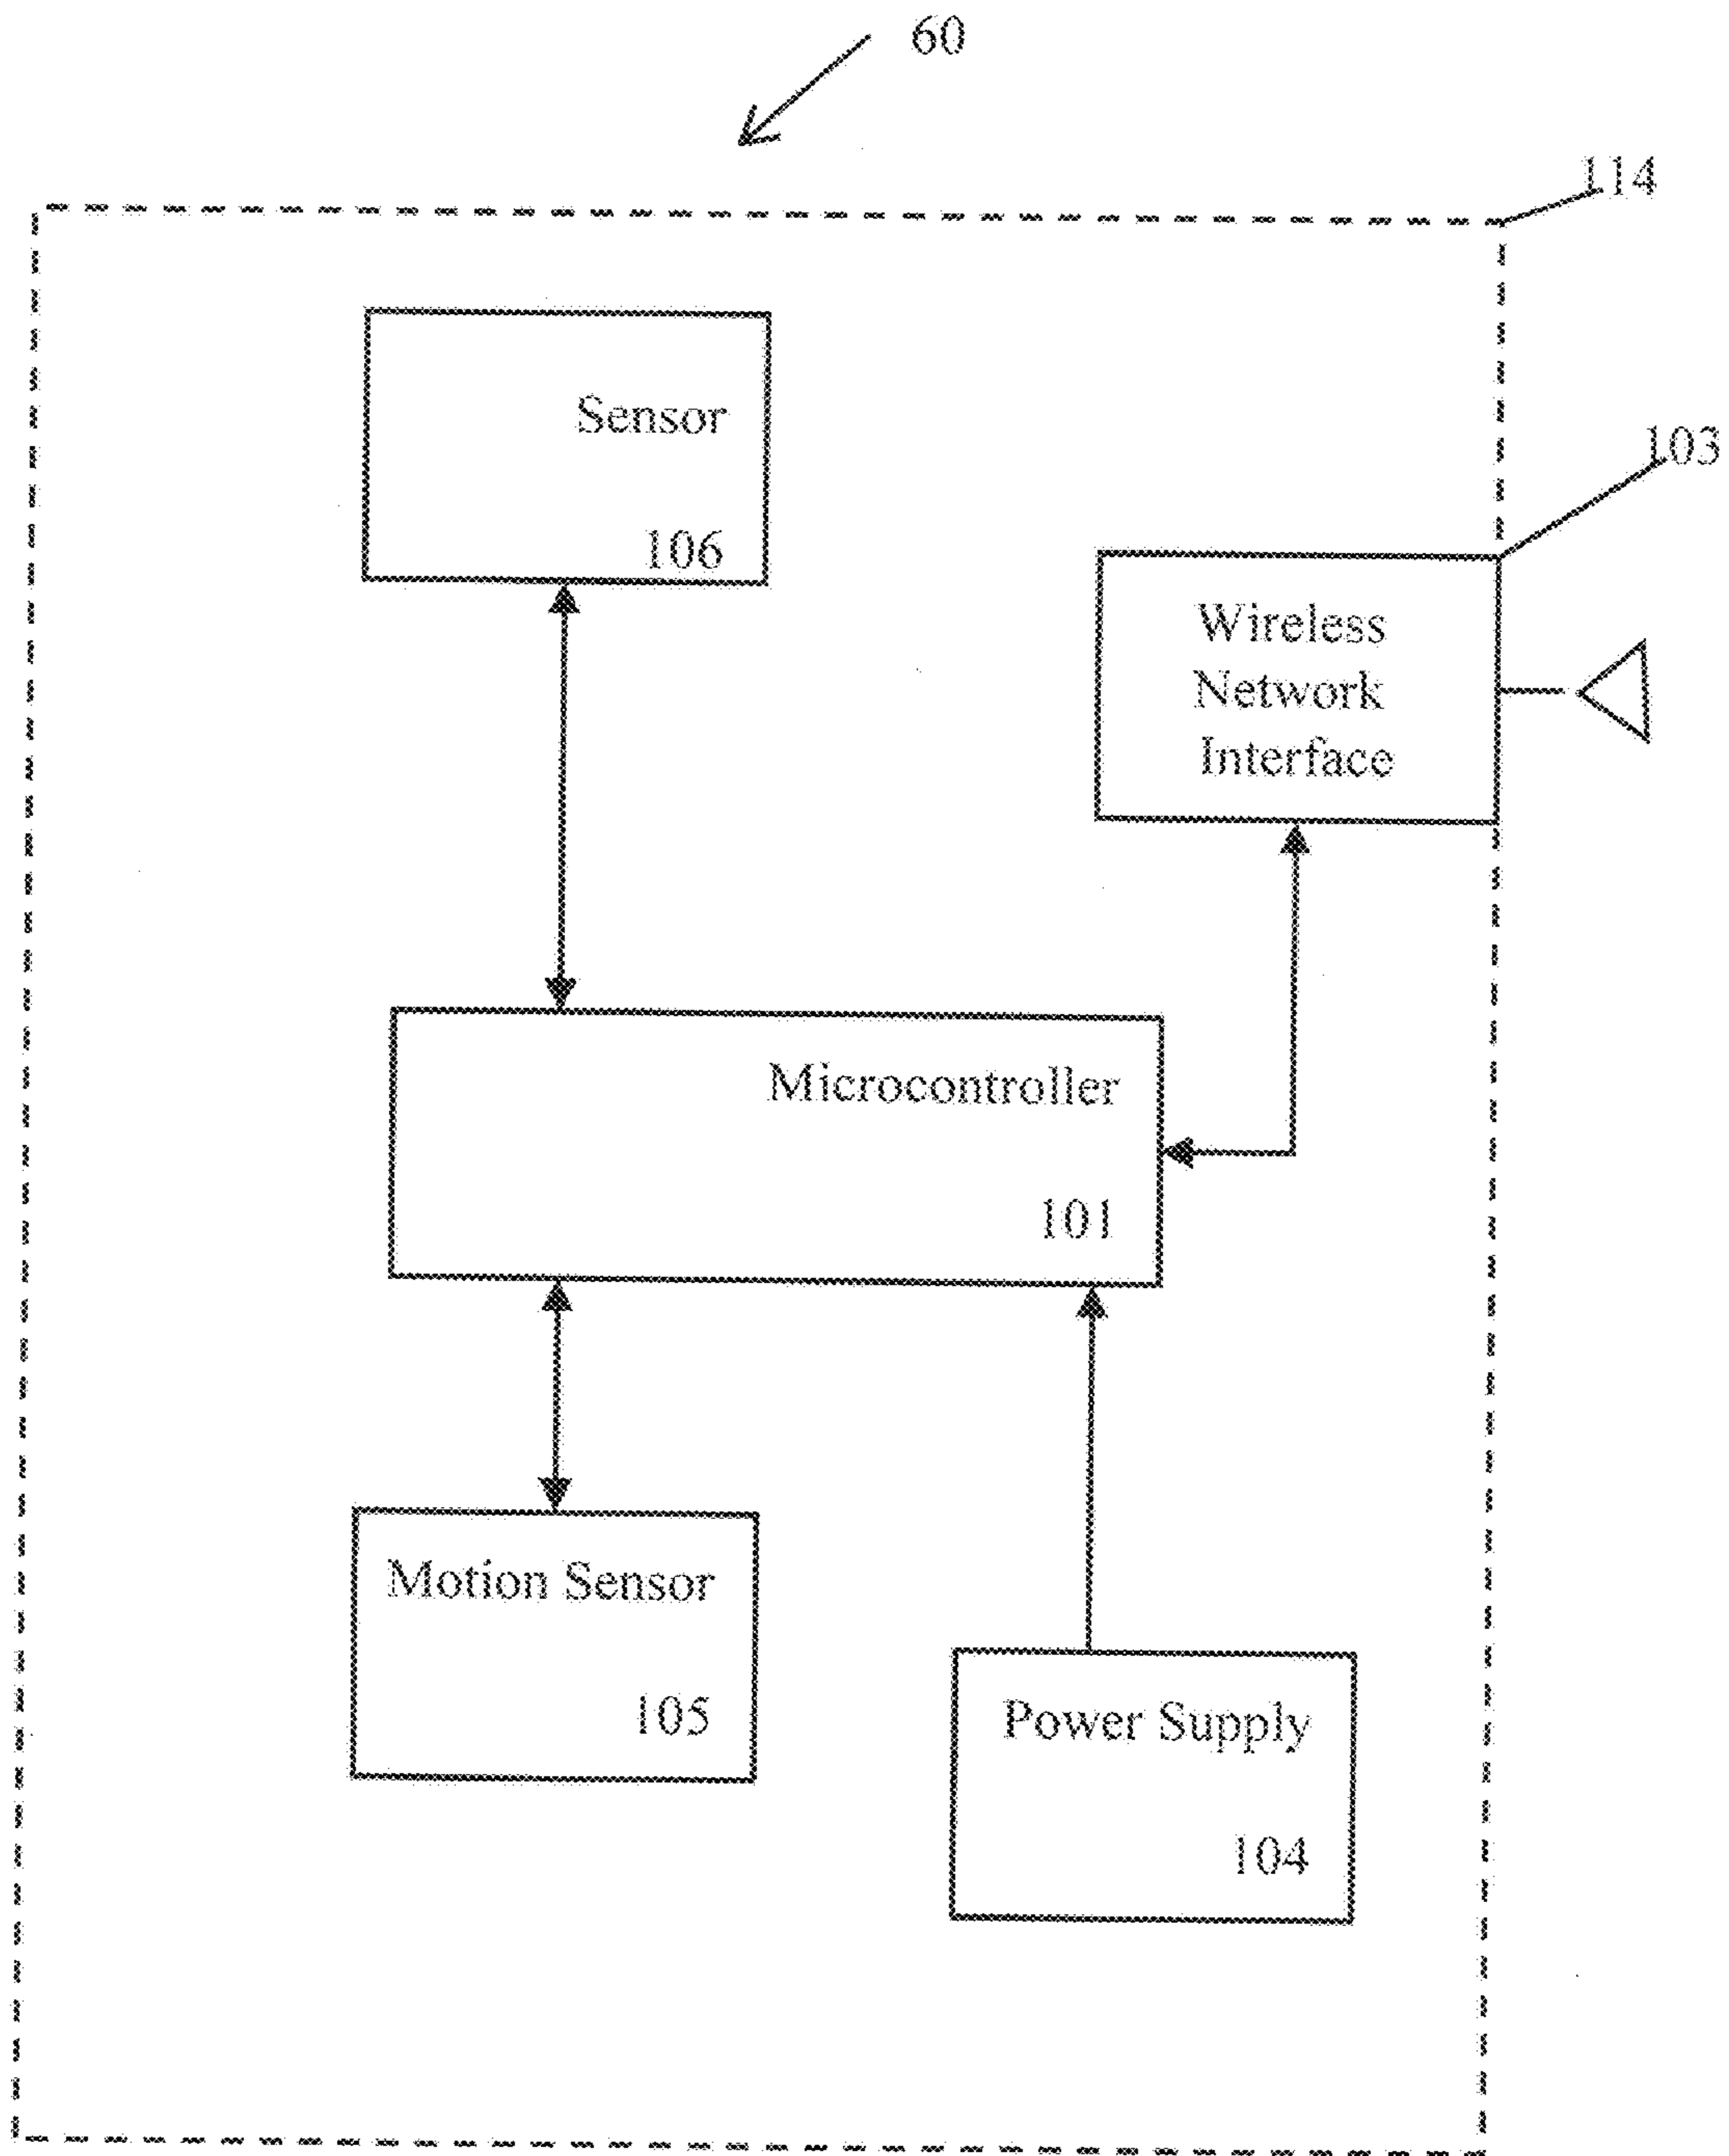 60
114
Sensor
106
103
Wireless
Network
Interface
Microcontroller
101
Motion Sensor
105
Power Supply
104